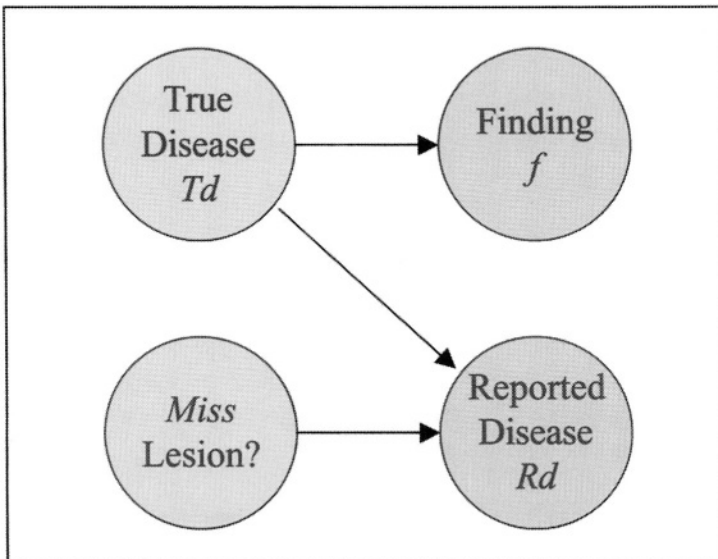 True
Disease
Td
Finding
f
Miss
Lesion?
Reported
Disease
Rd